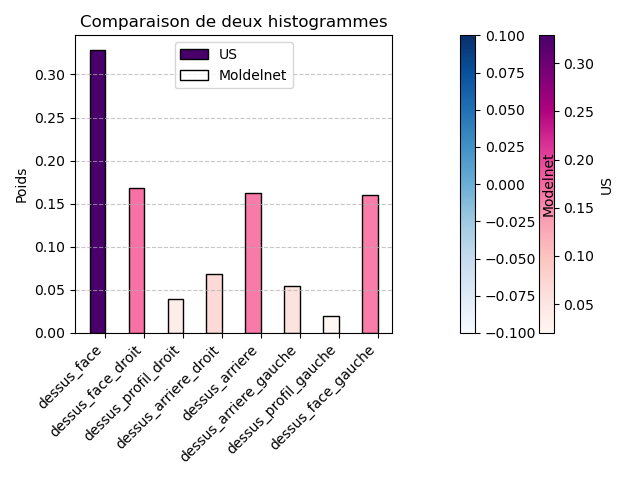 Comparaison de deux histogrammes
US
Moldelnet
Poids
0.30
0.25
0.20
0.15
0.10
0.05
0.00
dessus_face
dessus_face_droit
dessus_profil_droit
dessus_arriere_droit
dessus_arriere
dessus_arriere_gauche
dessus_profil_gauche
dessus_face_gauche
0.100
0.075
0.050
0.025
0.000
−0.025
−0.050
−0.075
−0.100
Modelnet
0.30
0.25
0.20
0.15
0.10
0.05
US